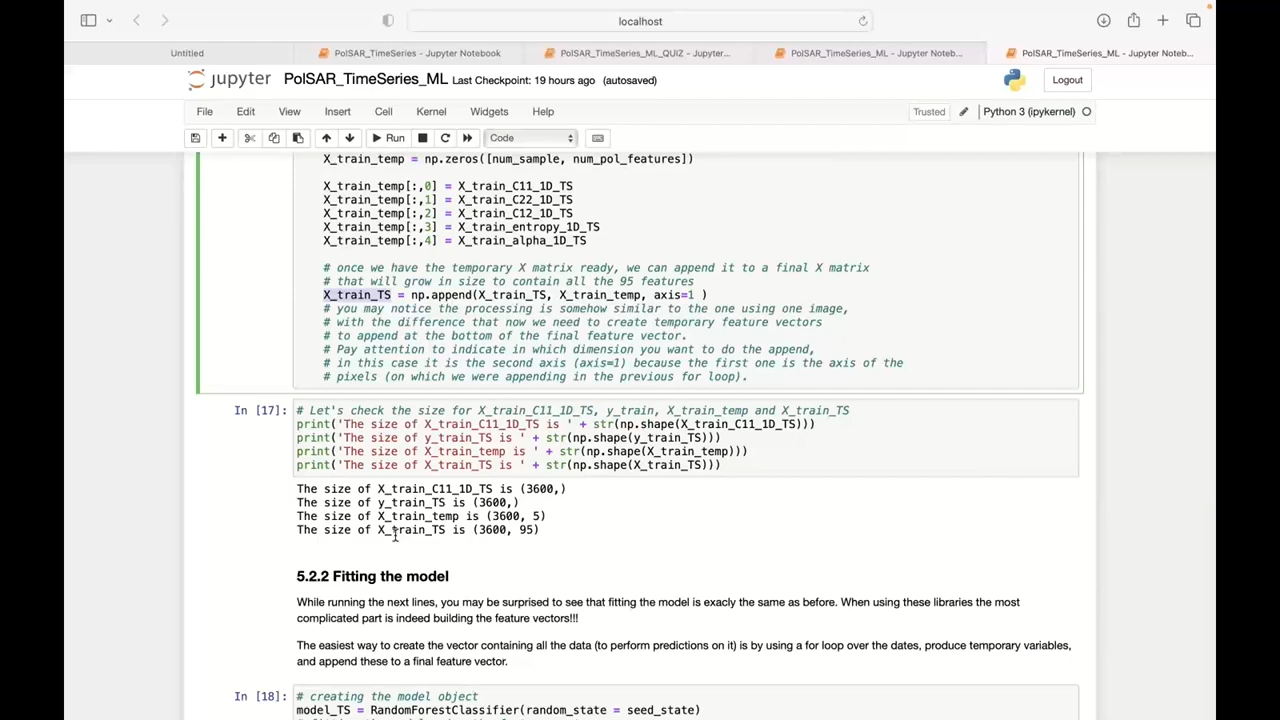 localhost
Untitled
PolSAR_TimeSeries - Jupyter Notebook
PolSAR_TimeSeries_ML_QUIZ - Jupyter...
PolSAR_TimeSeries_ML - Jupyter Noteb...
PolSAR_TimeSeries_ML - Jupyter Noteb...
jupyter PolSAR_TimeSeries_ML Last Checkpoint: 19 hours ago (autosaved)
Logout
File Edit View Insert Cell Kernel Widgets Help
Trusted Python 3 (ipykernel)
Run Code
X_train_temp = np.zeros([num_sample, num_pol_features])
X_train_temp[:,0] = X_train_C11_1D_TS
X_train_temp[:,1] = X_train_C22_1D_TS
X_train_temp[:,2] = X_train_C12_1D_TS
X_train_temp[:,3] = X_train_entropy_1D_TS
X_train_temp[:,4] = X_train_alpha_1D_TS
# once we have the temporary X matrix ready, we can append it to a final X matrix
# that will grow in size to contain all the 95 features
X_train_TS = np.append(X_train_TS, X_train_temp, axis=1 )
# you may notice the processing is somehow similar to the one using one image,
# with the difference that now we need to create temporary feature vectors
# to append at the bottom of the final feature vector.
# Pay attention to indicate in which dimension you want to do the append,
# in this case it is the second axis (axis=1) because the first one is the axis of the
# pixels (on which we were appending in the previous for loop).
In [17]: # Let's check the size for X_train_C11_1D_TS, y_train, X_train_temp and X_train_TS
print('The size of X_train_C11_1D_TS is ' + str(np.shape(X_train_C11_1D_TS)))
print('The size of y_train_TS is ' + str(np.shape(y_train_TS)))
print('The size of X_train_temp is ' + str(np.shape(X_train_temp)))
print('The size of X_train_TS is ' + str(np.shape(X_train_TS)))
The size of X_train_C11_1D_TS is (3600,)
The size of y_train_TS is (3600,)
The size of X_train_temp is (3600, 5)
The size of X_train_TS is (3600, 95)
5.2.2 Fitting the model
While running the next lines, you may be surprised to see that fitting the model is exacly the same as before. When using these libraries the most
complicated part is indeed building the feature vectors!!!
The easiest way to create the vector containing all the data (to perform predictions on it) is by using a for loop over the dates, produce temporary variables,
and append these to a final feature vector.
In [18]: # creating the model object
model_TS = RandomForestClassifier(random_state = seed_state)